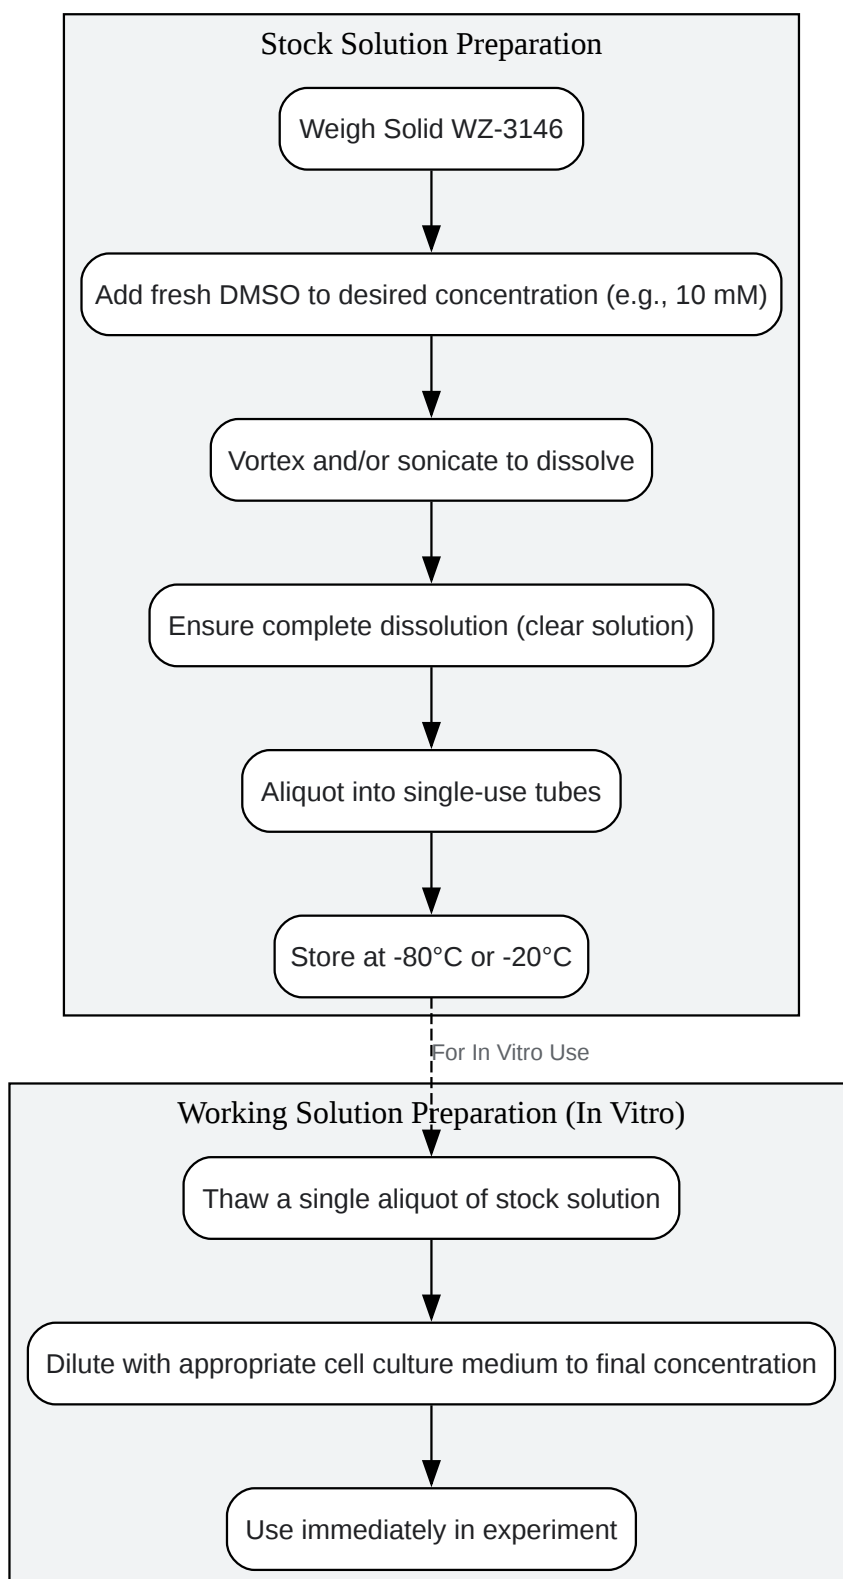 Stock Solution Preparation
Weigh Solid WZ-3146
Add fresh DMSO to desired concentration (e.g., 10 mM)
Vortex and/or sonicate to dissolve
Ensure complete dissolution (clear solution)
Aliquot into single-use tubes
Store at -80°C or -20°C
For In Vitro Use
Working Solution Preparation (In Vitro)
Thaw a single aliquot of stock solution
Dilute with appropriate cell culture medium to final concentration
Use immediately in experiment